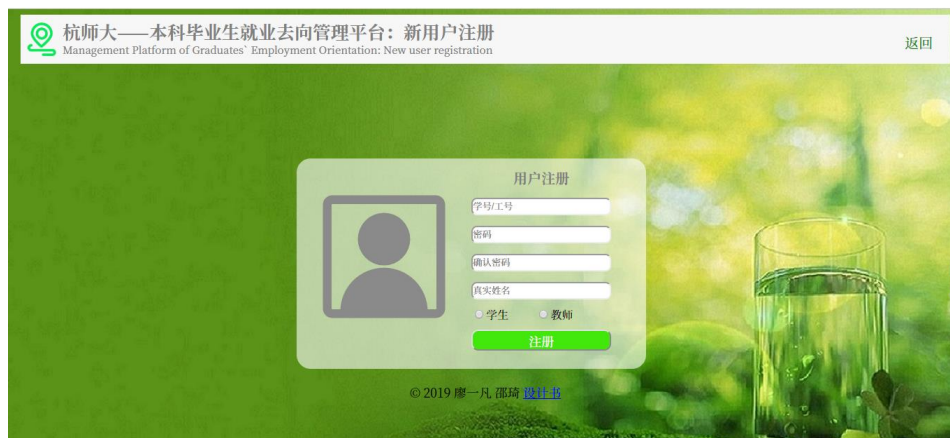 杭师大——本科毕业生就业去向管理平台：新用户注册
Management Platform of Graduates` Employment Orientation: New user registration
返回
用户注册
学号/工号
密码
确认密码
真实姓名
学生 教师
注册
© 2019 廖一凡 邵琦 设计书